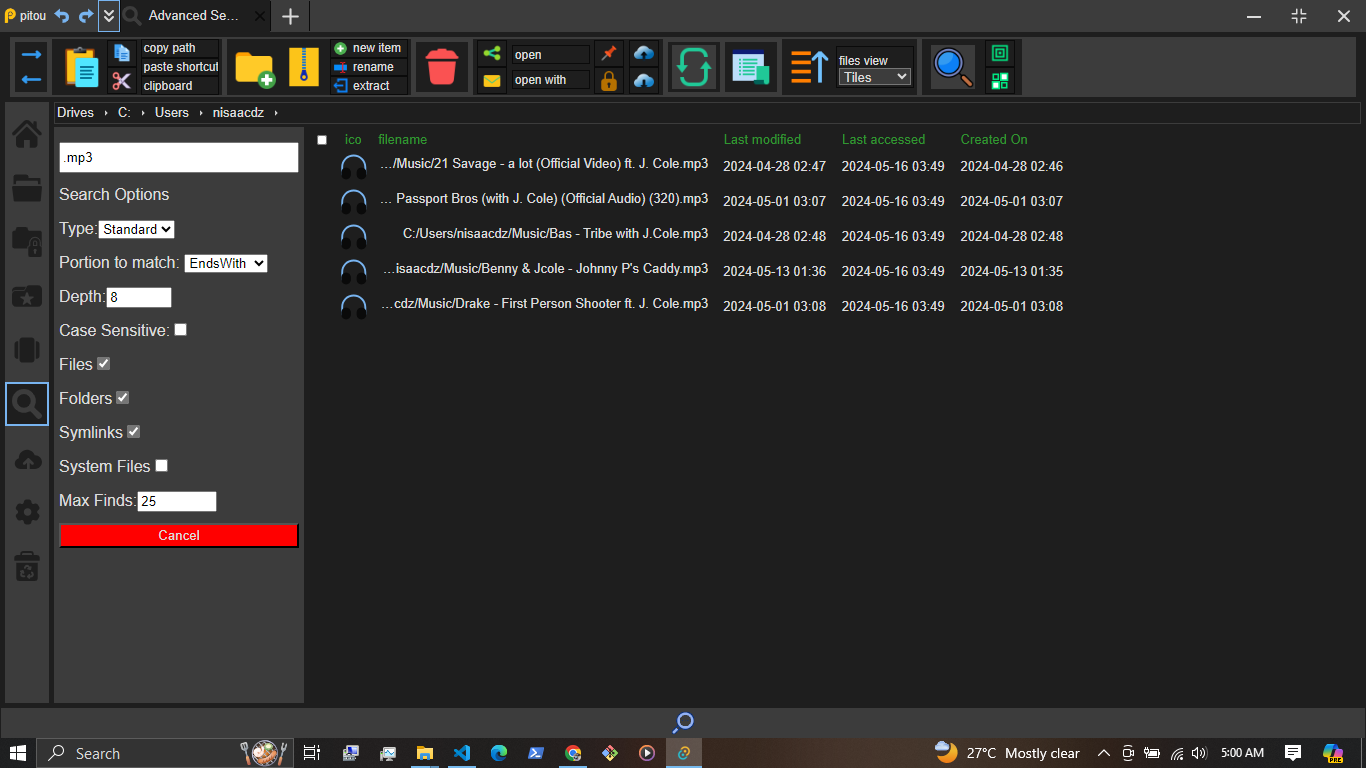 pitou
Advanced Se...
copy path
paste shortcut
clipboard
new item
rename
extract
open
open with
files view
Tiles
Drives C: Users nisaacdz
.mp3
Search Options
Type: Standard
Portion to match: EndsWith
Depth: 8
Case Sensitive:
Files
Folders
Symlinks
System Files
Max Finds: 25
Cancel
ico filename Last modified Last accessed Created On
.../Music/21 Savage - a lot (Official Video) ft. J. Cole.mp3 2024-04-28 02:47 2024-05-16 03:49 2024-04-28 02:46
... Passport Bros (with J. Cole) (Official Audio) (320).mp3 2024-05-01 03:07 2024-05-16 03:49 2024-05-01 03:07
C:/Users/nisaacdz/Music/Bas - Tribe with J.Cole.mp3 2024-04-28 02:48 2024-05-16 03:49 2024-04-28 02:48
...isaacdz/Music/Benny & Jcole - Johnny P's Caddy.mp3 2024-05-13 01:36 2024-05-16 03:49 2024-05-13 01:35
...cdz/Music/Drake - First Person Shooter ft. J. Cole.mp3 2024-05-01 03:08 2024-05-16 03:49 2024-05-01 03:08
Search
27°C Mostly clear
5:00 AM
PRE